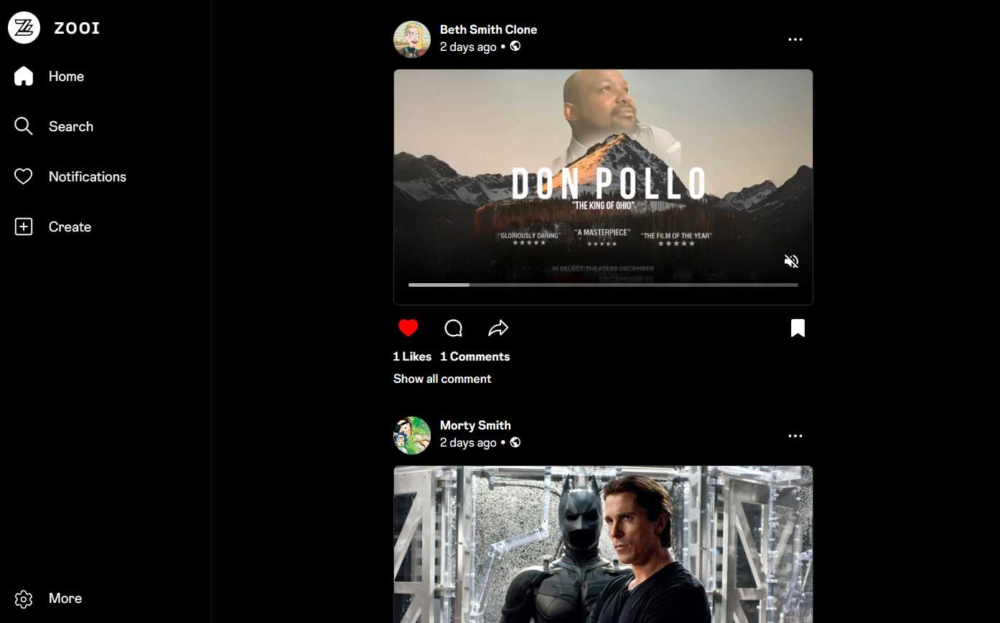 ZOOI
Home
Search
Notifications
Create
More
Beth Smith Clone
2 days ago •
DON POLLO
"THE KING OF OHIO"
"GLORIOUSLY DARING" "A MASTERPIECE" "THE FILM OF THE YEAR"
★★★★★ ★★★★★ ★★★★★
IN SELECT THEATERS DECEMBER
DECEMBER 26
1 Likes 1 Comments
Show all comment
Morty Smith
2 days ago •